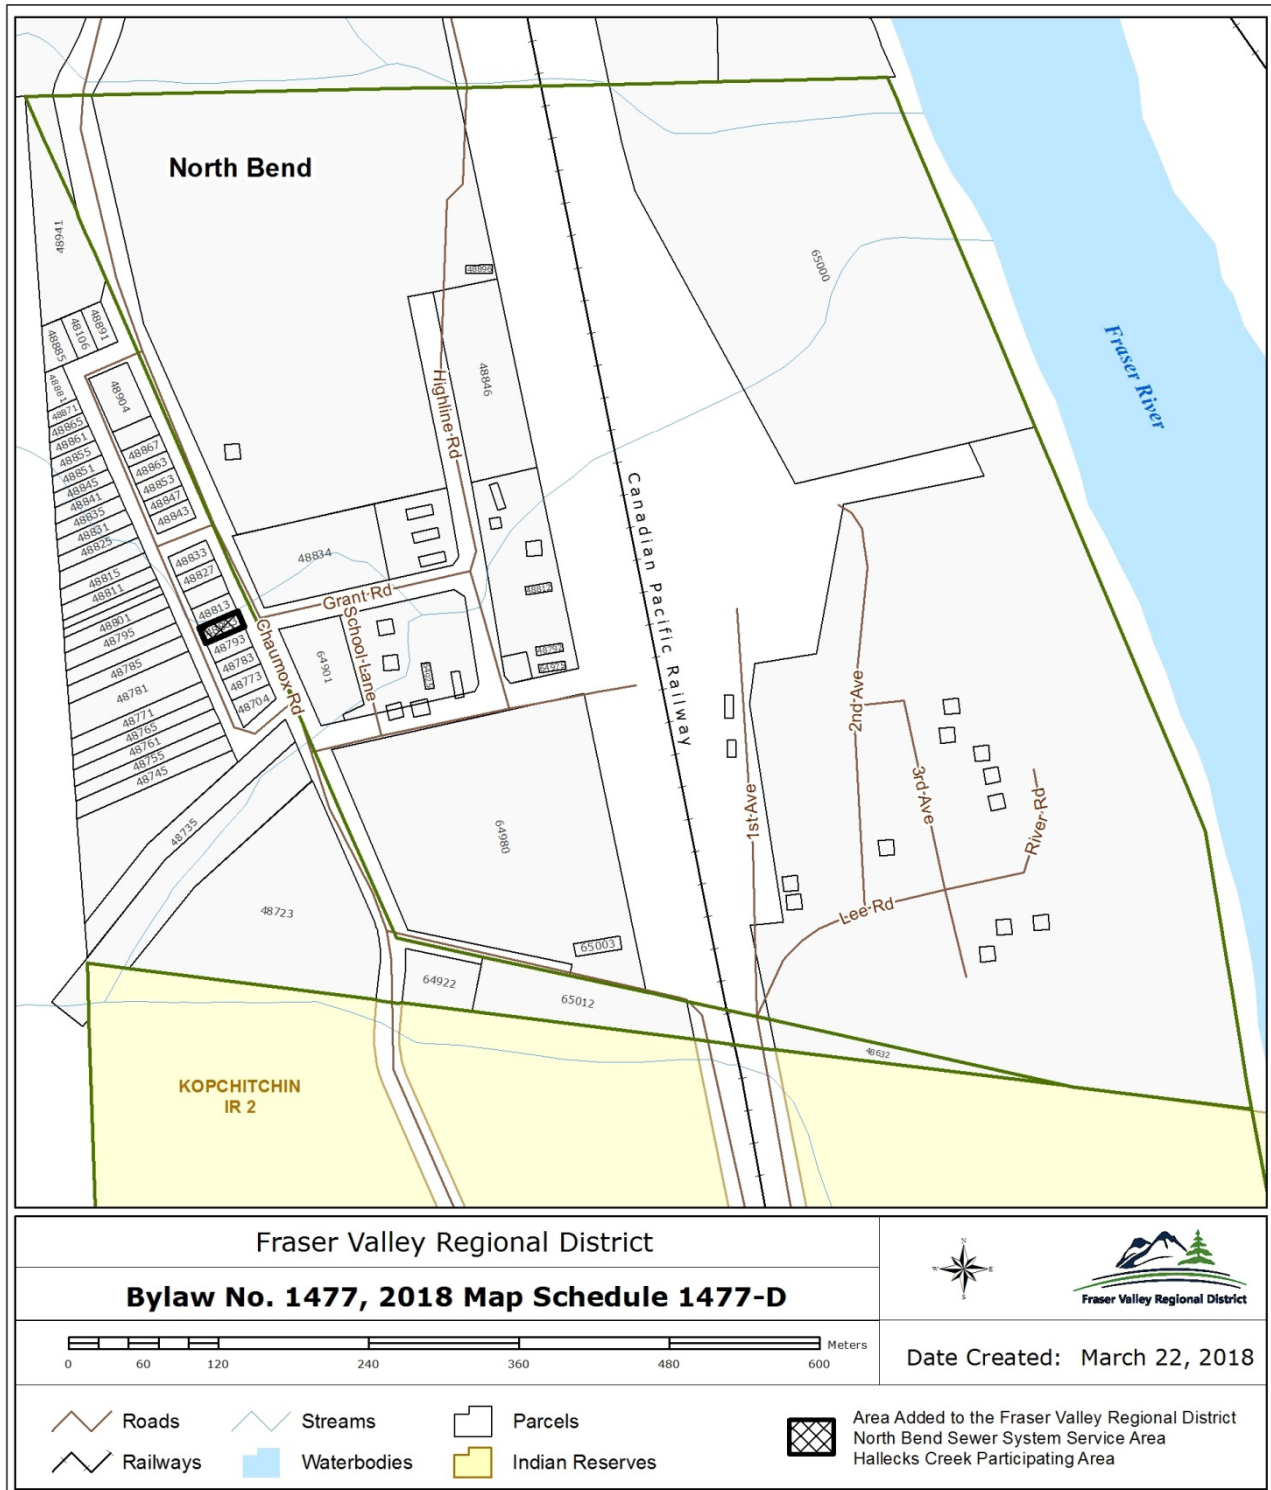 North Bend
48941
65000
48896
Fraser River
48885
48106
48891
48881
48871
48865
48861
48855
48851
48845
48841
48835
48831
48825
48815
48811
48801
48795
48785
48781
48771
48765
48761
48755
48745
48904
48867
48863
48853
48847
48843
48833
48827
48813
48793
48783
48773
48704
Highline Rd
48846
48834
Grant Rd
School Lane
64901
Chaumox Rd
Canadian Pacific Railway
64980
1st Ave
2nd Ave
3rd Ave
River Rd
Lee Rd
48735
48723
65003
64922
65012
48632
KOPCHITCHIN
IR 2
Fraser Valley Regional District
Bylaw No. 1477, 2018 Map Schedule 1477-D
N
W E
S
Fraser Valley Regional District
0 60 120 240 360 480 600 Meters
Date Created: March 22, 2018
Roads
Streams
Parcels
Railways
Waterbodies
Indian Reserves
Area Added to the Fraser Valley Regional District
North Bend Sewer System Service Area
Hallecks Creek Participating Area